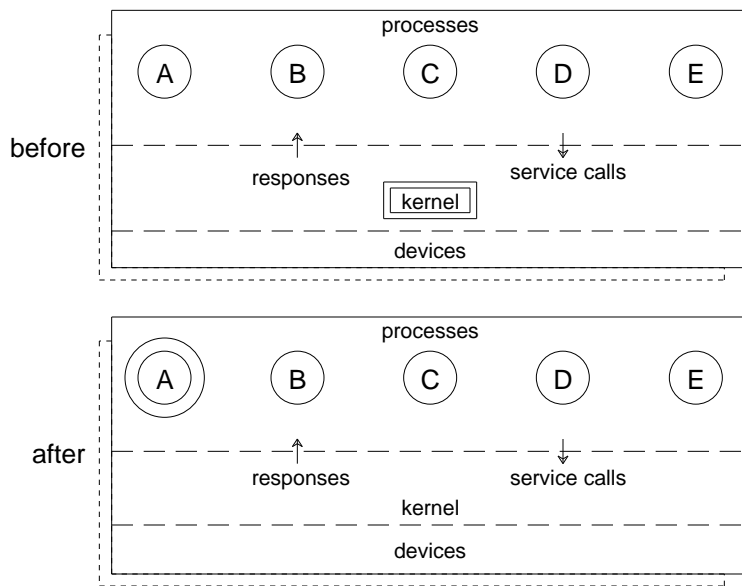 processes
A B C D E
before
responses
service calls
kernel
devices
processes
A B C D E
after
responses
service calls
kernel
devices